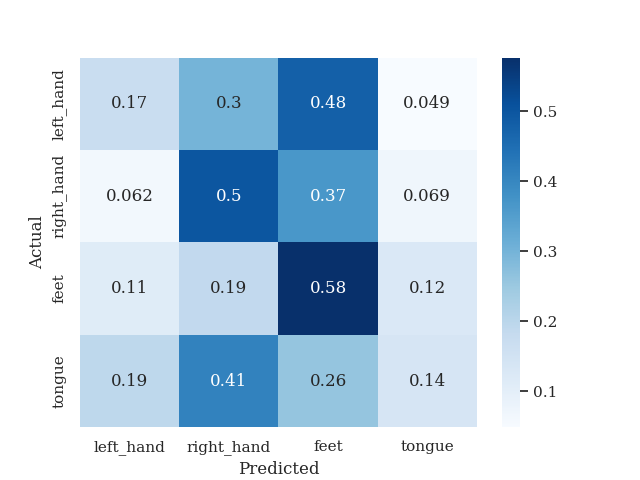 left_hand 0.17 0.3 0.48 0.049
right_hand 0.062 0.5 0.37 0.069
feet 0.11 0.19 0.58 0.12
tongue 0.19 0.41 0.26 0.14
Actual
left_hand right_hand feet tongue
Predicted
0.5
0.4
0.3
0.2
0.1